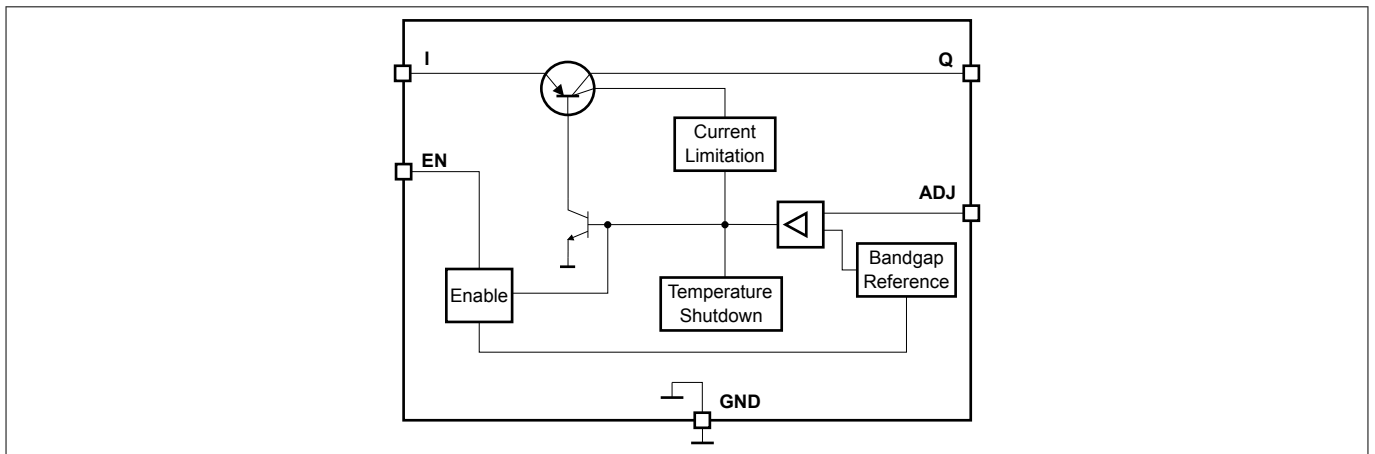 I
Q
Current
Limitation
EN
ADJ
Bandgap
Reference
Enable
Temperature
Shutdown
GND